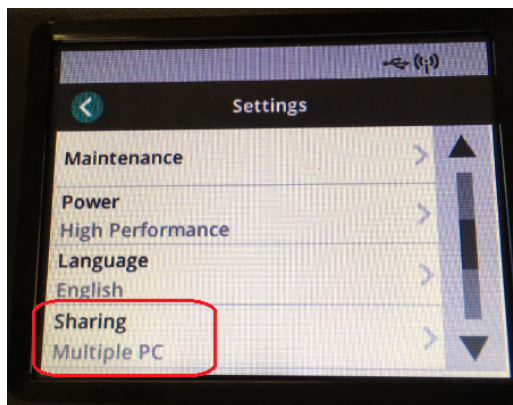 Settings
Maintenance
Power
High Performance
Language
English
Sharing
Multiple PC